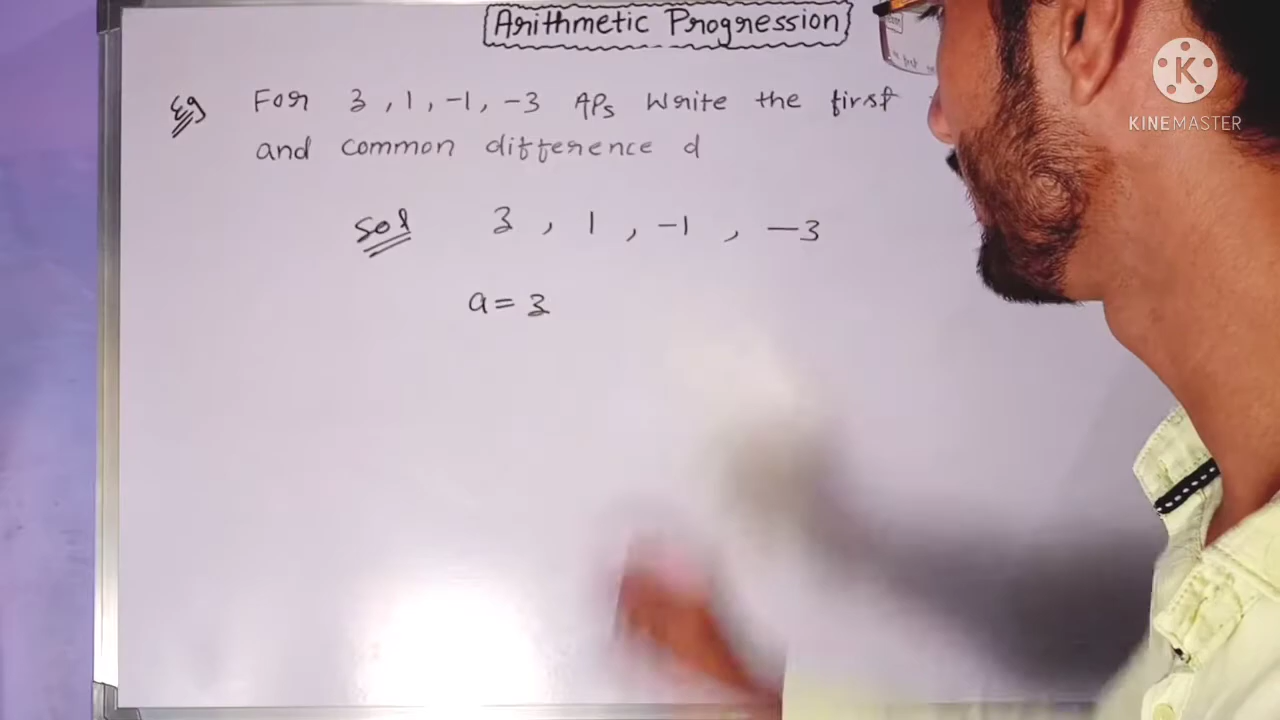 Arithmetic Progression
Eg For 3 , 1 , -1 , -3 APs Write the first
and common difference d
Sol 3 , 1 , -1 , -3
a = 3
K
KINEMASTER